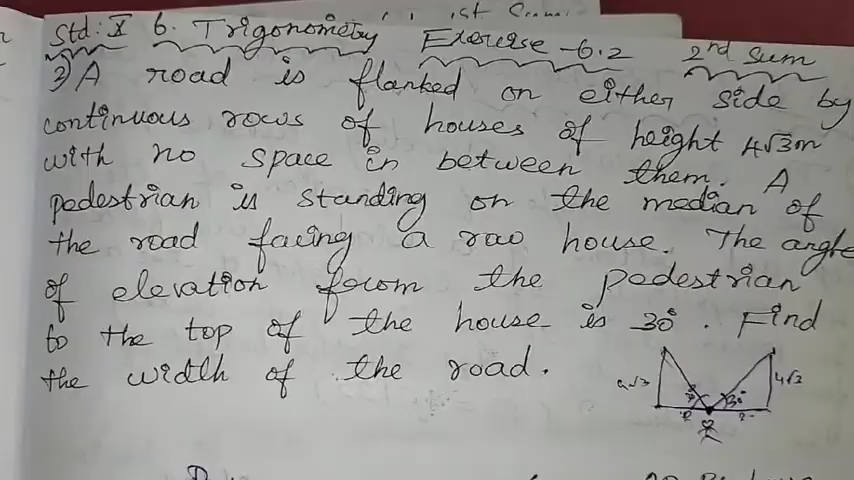 Std: X 6. Trigonometry Exercise - 6.2 2nd sum
2) A road is flanked on either side by
continuous rows of houses of height 4√3m
with no space in between them. A
pedestrian is standing on the median of
the road facing a row house. The angle
of elevation from the pedestrian
to the top of the house is 30°. Find
the width of the road.
4√3 30° 4√3